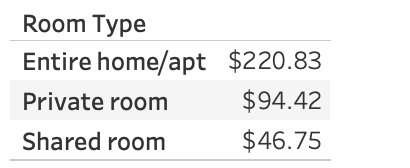 Room Type
Entire home/apt $220.83
Private room $94.42
Shared room $46.75